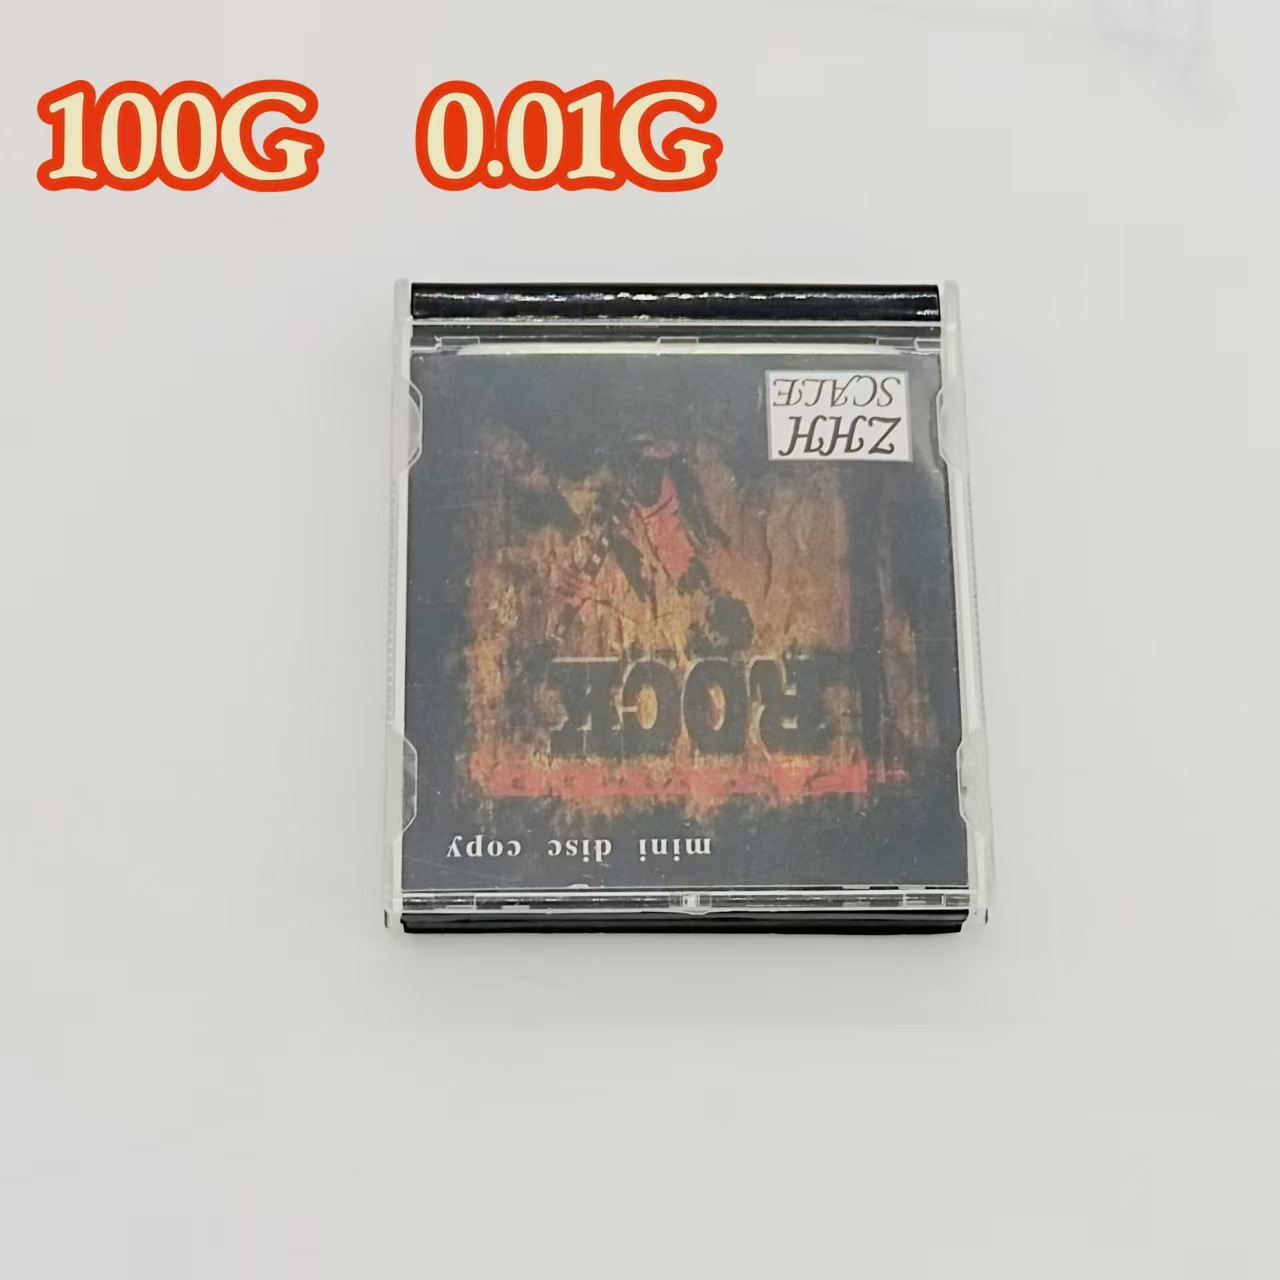 100G 0.01G
ZHH
SCALE
ROCK
mini disc copy